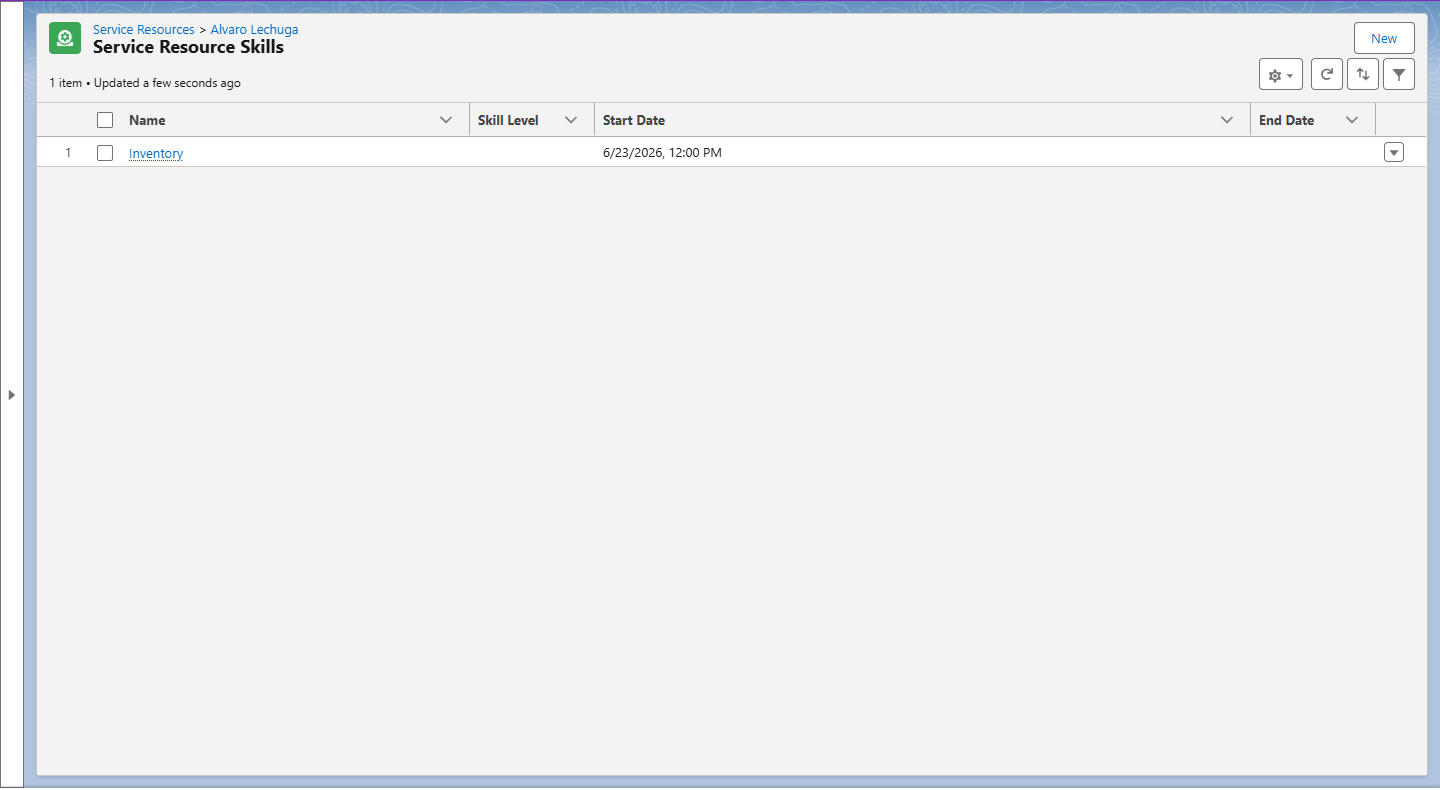 Service Resources > Alvaro Lechuga
Service Resource Skills
New
1 item • Updated a few seconds ago
Name Skill Level Start Date End Date
1 Inventory 6/23/2026, 12:00 PM